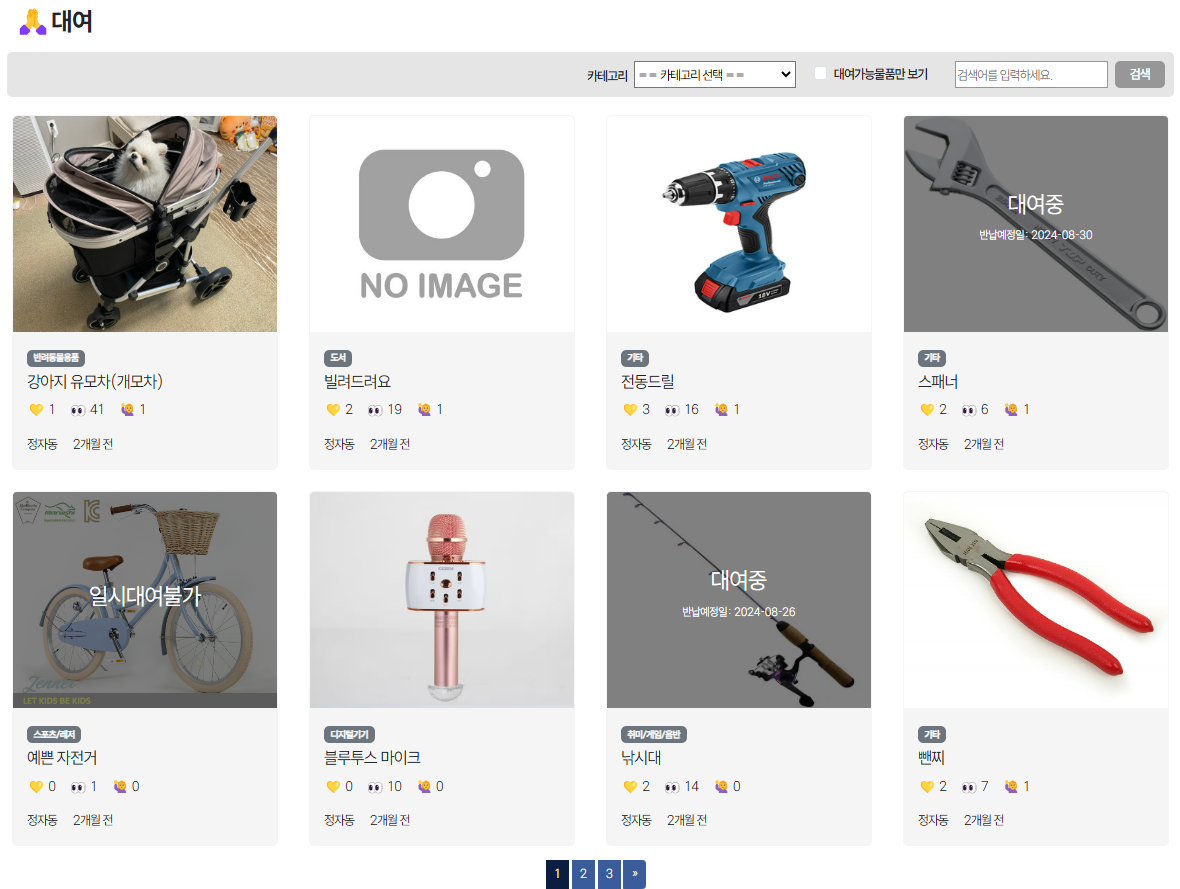 🙏 대여
카테고리 == 카테고리 선택 == 대여가능물품만 보기 검색어를 입력하세요. 검색
NO IMAGE
BOSCH
18V
대여중
반납예정일: 2024-08-30
반려동물용품
강아지 유모차(개모차)
💛 1 👀 41 🙋 1
정자동 2개월 전
도서
빌려드려요
💛 2 👀 19 🙋 1
정자동 2개월 전
기타
전동드릴
💛 3 👀 16 🙋 1
정자동 2개월 전
기타
스패너
💛 2 👀 6 🙋 1
정자동 2개월 전
일시대여불가
Jenner
LET KIDS BE KIDS
대여중
반납예정일: 2024-08-26
스포츠/레저
예쁜 자전거
💛 0 👀 1 🙋 0
정자동 2개월 전
디지털기기
블루투스 마이크
💛 0 👀 10 🙋 0
정자동 2개월 전
취미/게임/음반
낚시대
💛 2 👀 14 🙋 0
정자동 2개월 전
기타
뺀찌
💛 2 👀 7 🙋 1
정자동 2개월 전
1 2 3 »